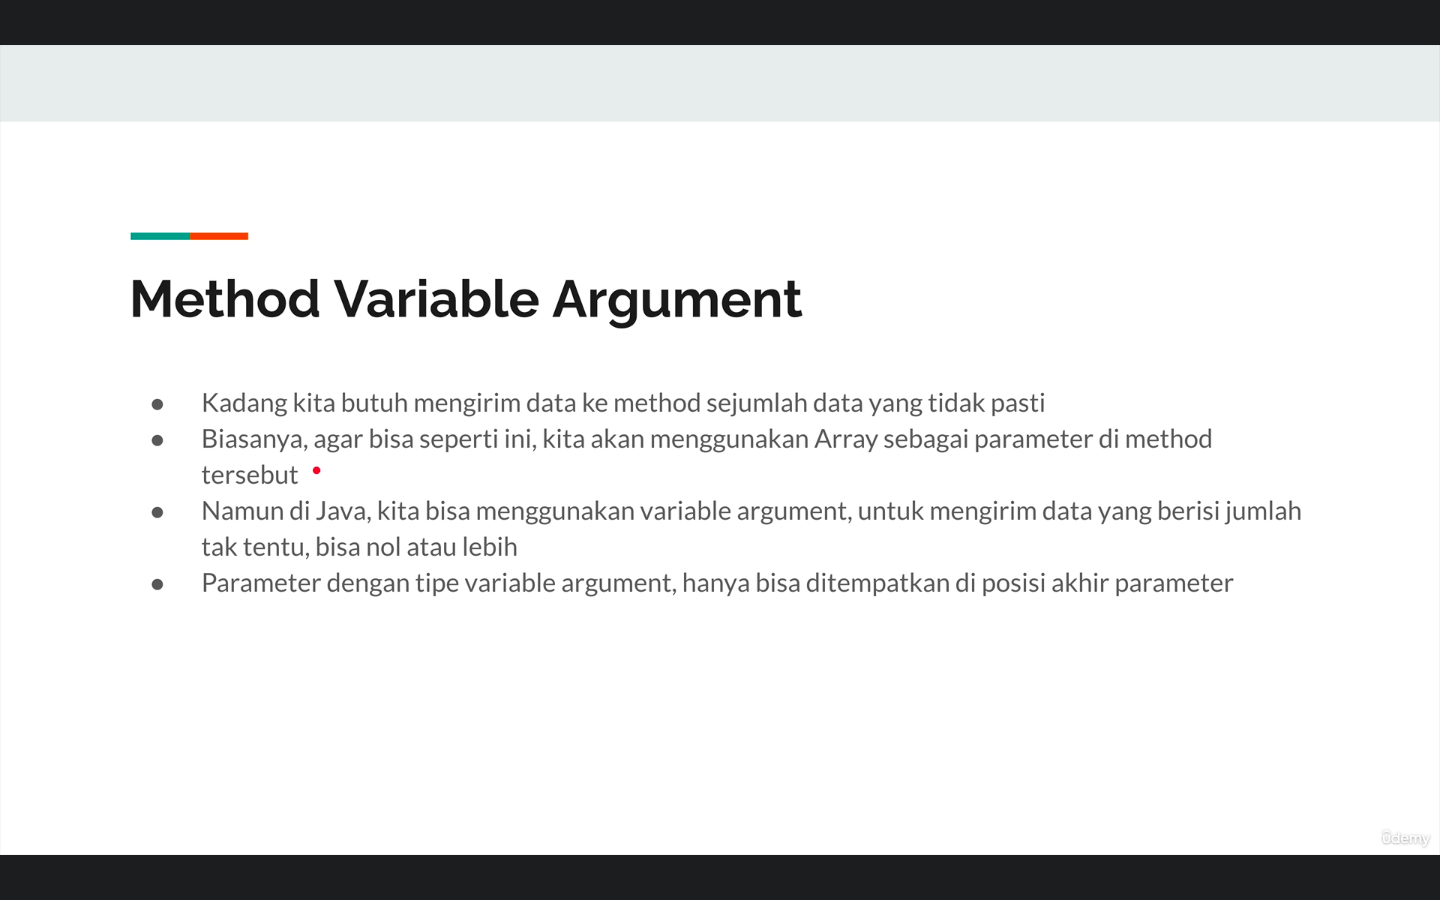 Method Variable Argument
● Kadang kita butuh mengirim data ke method sejumlah data yang tidak pasti
● Biasanya, agar bisa seperti ini, kita akan menggunakan Array sebagai parameter di method
tersebut
● Namun di Java, kita bisa menggunakan variable argument, untuk mengirim data yang berisi jumlah
tak tentu, bisa nol atau lebih
● Parameter dengan tipe variable argument, hanya bisa ditempatkan di posisi akhir parameter
ûdemy